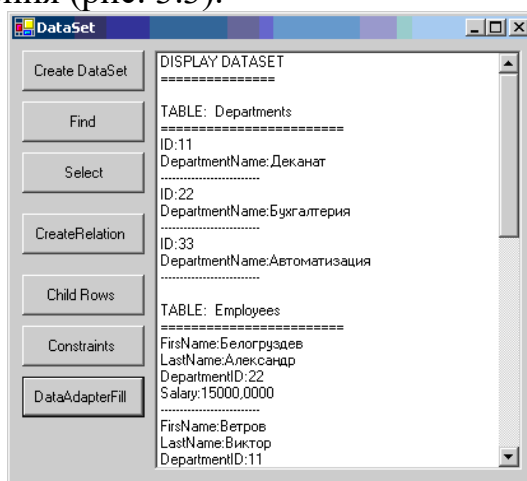 ния (рис. 5.5).
DataSet
Create DataSet
Find
Select
CreateRelation
Child Rows
Constraints
DataAdapterFill
DISPLAY DATASET
===============
TABLE: Departments
========================
ID:11
DepartmentName:Деканат
--------------------------
ID:22
DepartmentName:Бухгалтерия
--------------------------
ID:33
DepartmentName:Автоматизация
--------------------------
TABLE: Employees
========================
FirsName:Белогруздев
LastName:Александр
DepartmentID:22
Salary:15000,0000
--------------------------
FirsName:Ветров
LastName:Виктор
DepartmentID:11